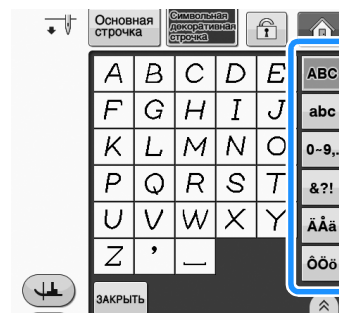 Основная
строчка
Символьная
декоративная
строчка
A B C D E
F G H I J
K L M N O
P Q R S T
U V W X Y
Z ’ _
ABC
abc
0~9,.
&?!
ÄÅä
ÔÖö
ЗАКРЫТЬ